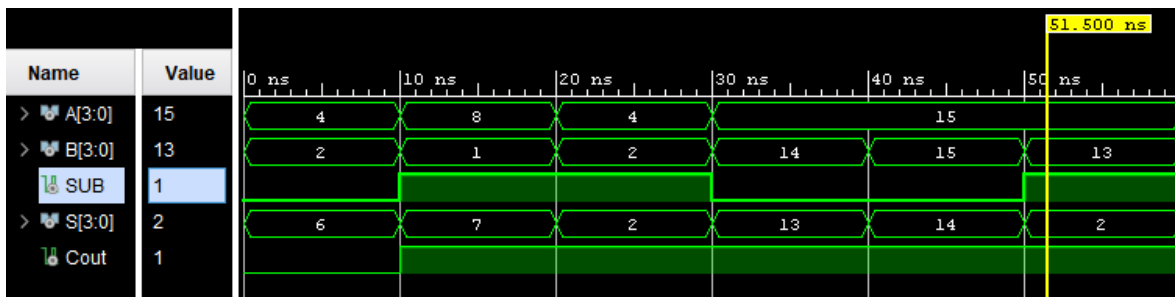 51.500 ns
Name Value 0 ns 10 ns 20 ns 30 ns 40 ns 50 ns
> A[3:0] 15 4 8 4 15
> B[3:0] 13 2 1 2 14 15 13
SUB 1
> S[3:0] 2 6 7 2 13 14 2
Cout 1